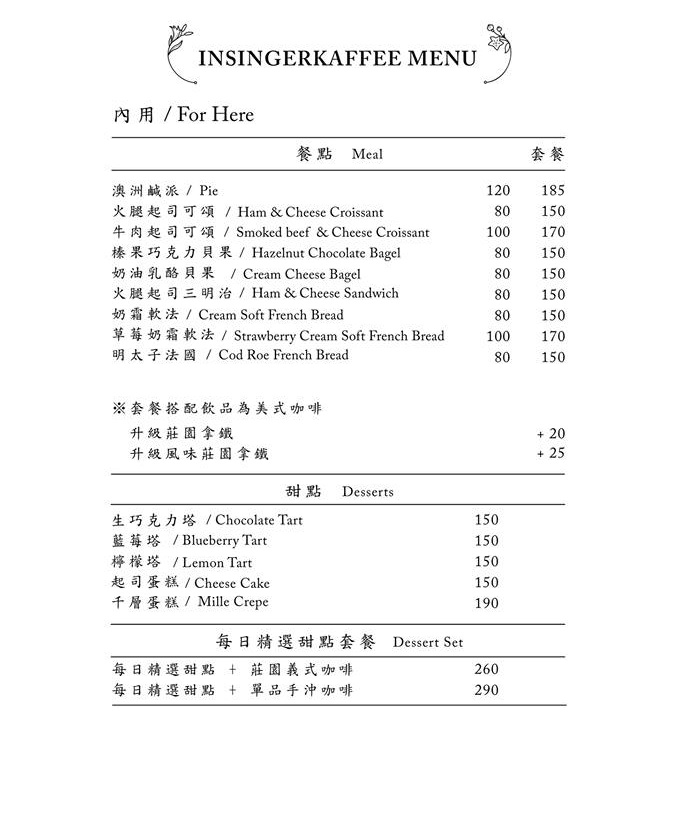 INSINGERKAFFEE MENU
內用 / For Here
餐點 Meal 套餐
澳洲鹹派 / Pie 120 185
火腿起司可頌 / Ham & Cheese Croissant 80 150
牛肉起司可頌 / Smoked beef & Cheese Croissant 100 170
榛果巧克力貝果 / Hazelnut Chocolate Bagel 80 150
奶油乳酪貝果 / Cream Cheese Bagel 80 150
火腿起司三明治 / Ham & Cheese Sandwich 80 150
奶霜軟法 / Cream Soft French Bread 80 150
草莓奶霜軟法 / Strawberry Cream Soft French Bread 100 170
明太子法國 / Cod Roe French Bread 80 150
※套餐搭配飲品為美式咖啡
升級莊園拿鐵 + 20
升級風味莊園拿鐵 + 25
甜點 Desserts
生巧克力塔 / Chocolate Tart 150
藍莓塔 / Blueberry Tart 150
檸檬塔 / Lemon Tart 150
起司蛋糕 / Cheese Cake 150
千層蛋糕 / Mille Crepe 190
每日精選甜點套餐 Dessert Set
每日精選甜點 + 莊園義式咖啡 260
每日精選甜點 + 單品手沖咖啡 290